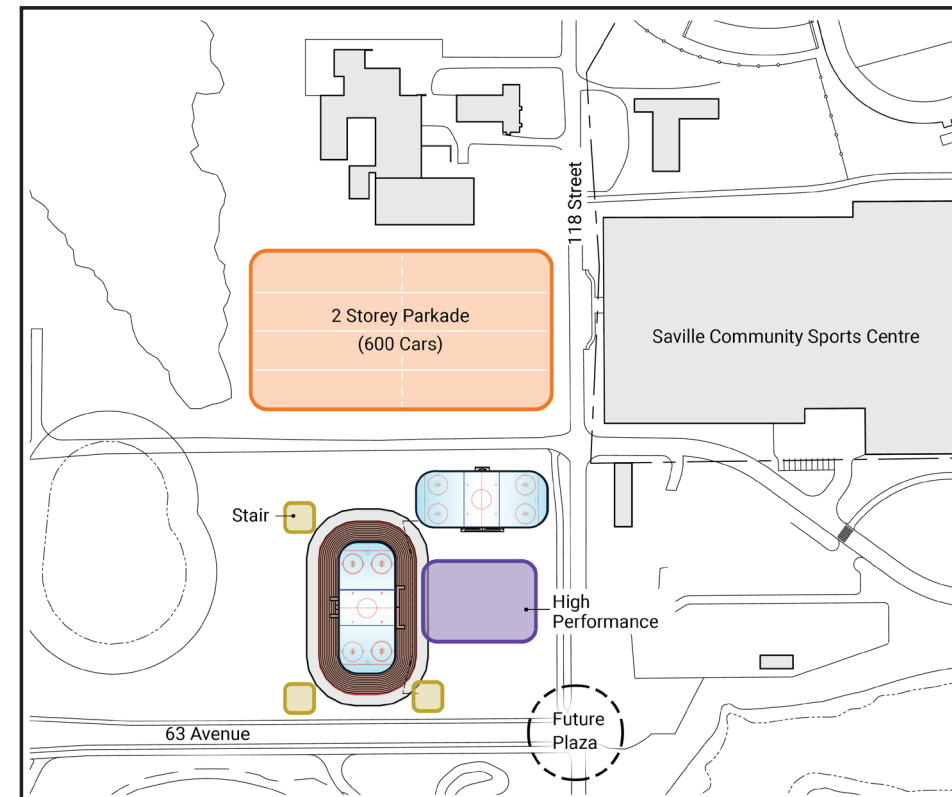 118 Street
2 Storey Parkade
(600 Cars)
Saville Community Sports Centre
Stair
High
Performance
Future
Plaza
63 Avenue